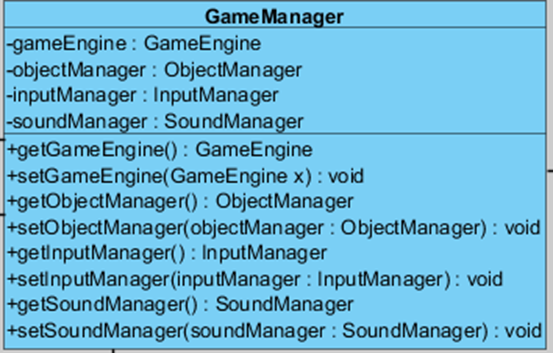 GameManager
-gameEngine : GameEngine
-objectManager : ObjectManager
-inputManager : InputManager
-soundManager : SoundManager
+getGameEngine() : GameEngine
+setGameEngine(GameEngine x) : void
+getObjectManager() : ObjectManager
+setObjectManager(objectManager : ObjectManager) : void
+getInputManager() : InputManager
+setInputManager(inputManager : InputManager) : void
+getSoundManager() : SoundManager
+setSoundManager(soundManager : SoundManager) : void